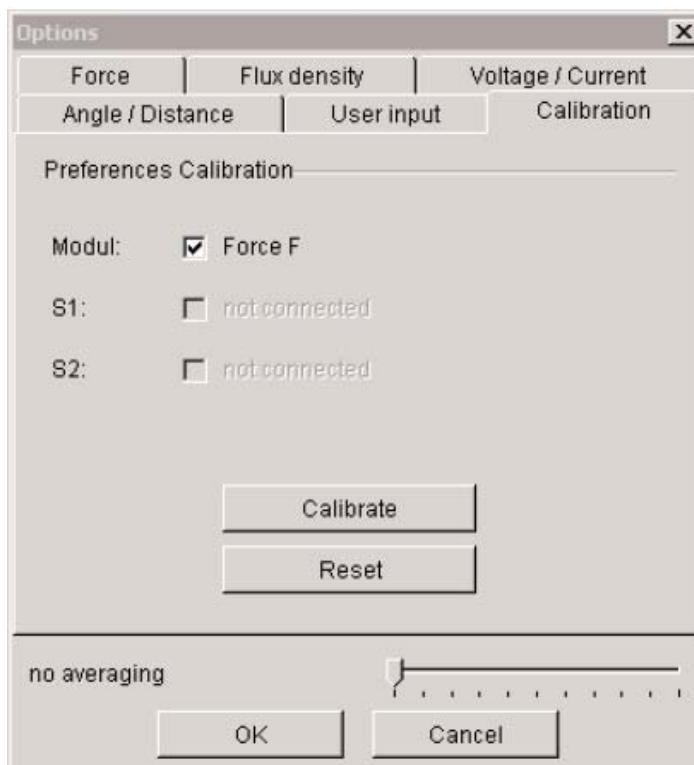 Options
Force Flux density Voltage / Current
Angle / Distance User input Calibration
Preferences Calibration
Modul: Force F
S1: not connected
S2: not connected
Calibrate
Reset
no averaging
OK Cancel